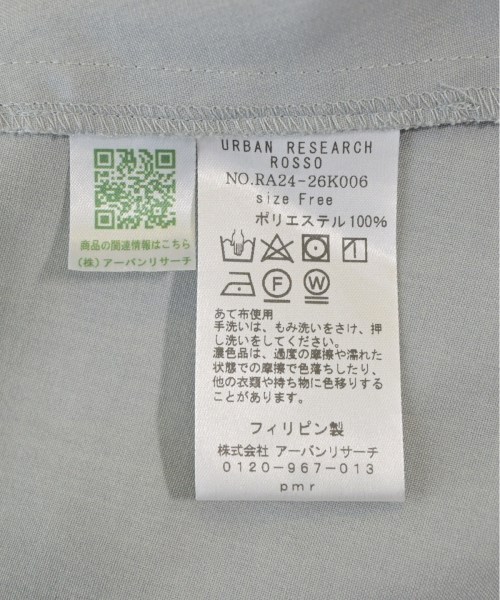 商品の関連情報はこちら
(株) アーバンリサーチ
URBAN RESEARCH
ROSSO
NO.RA24-26K006
size Free
ポリエステル 100%
あて布使用
手洗いは、もみ洗いをさけ、押
し洗いをしてください。
濃色品は、過度の摩擦や濡れた
状態での摩擦で色落ちしたり、
他の衣類や持ち物に色移りする
ことがあります。
フィリピン製
株式会社 アーバンリサーチ
0120-967-013
pmr